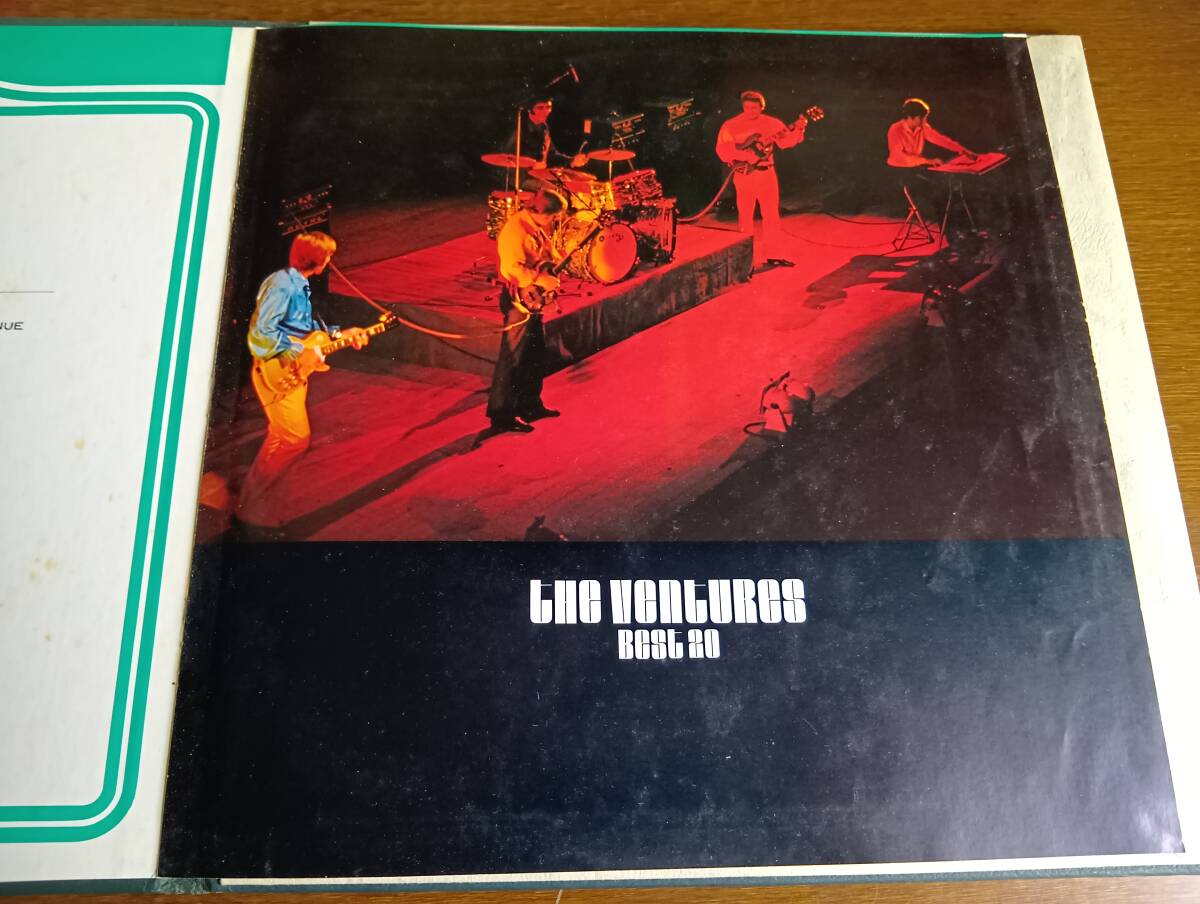 NUE
the ventures
Best 20